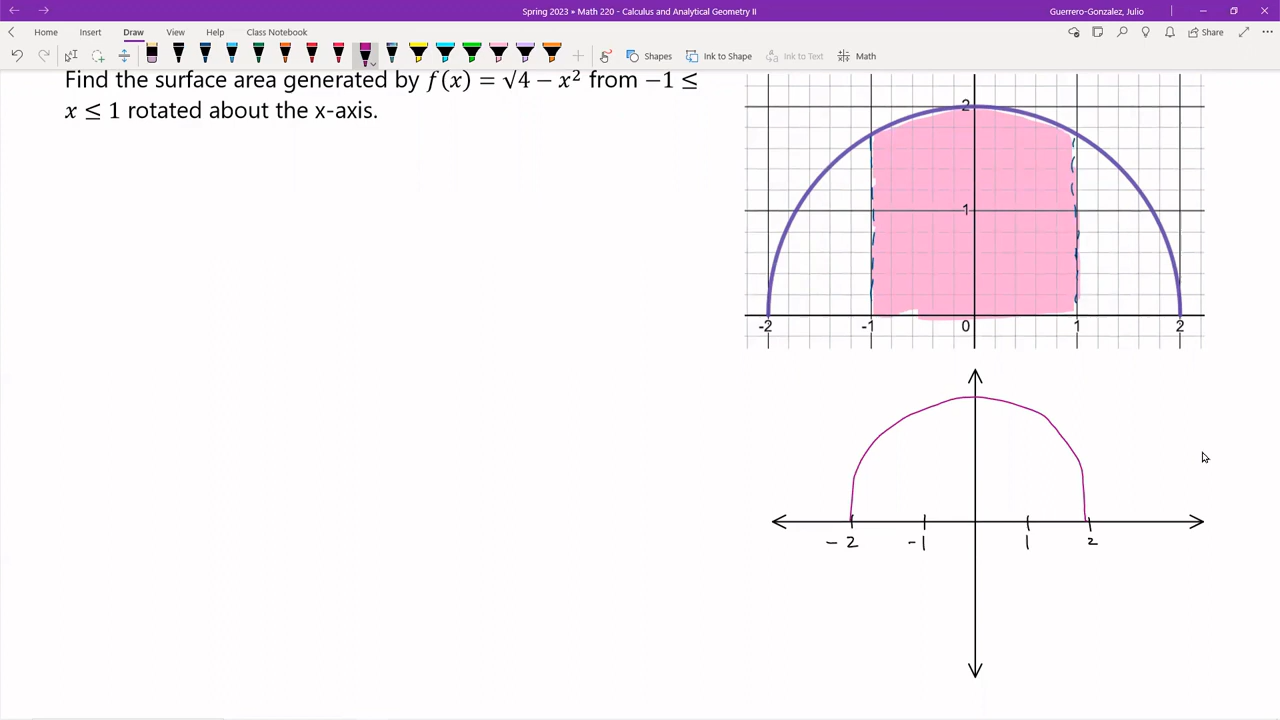 Spring 2023 » Math 220 - Calculus and Analytical Geometry II
Guerrero-Gonzalez, Julio
Home Insert Draw View Help Class Notebook
Share
Shapes Ink to Shape Ink to Text Math
Find the surface area generated by f(x) = √4 − x² from −1 ≤
x ≤ 1 rotated about the x-axis.
2
1
-2 -1 0 1 2
-2 -1 1 2